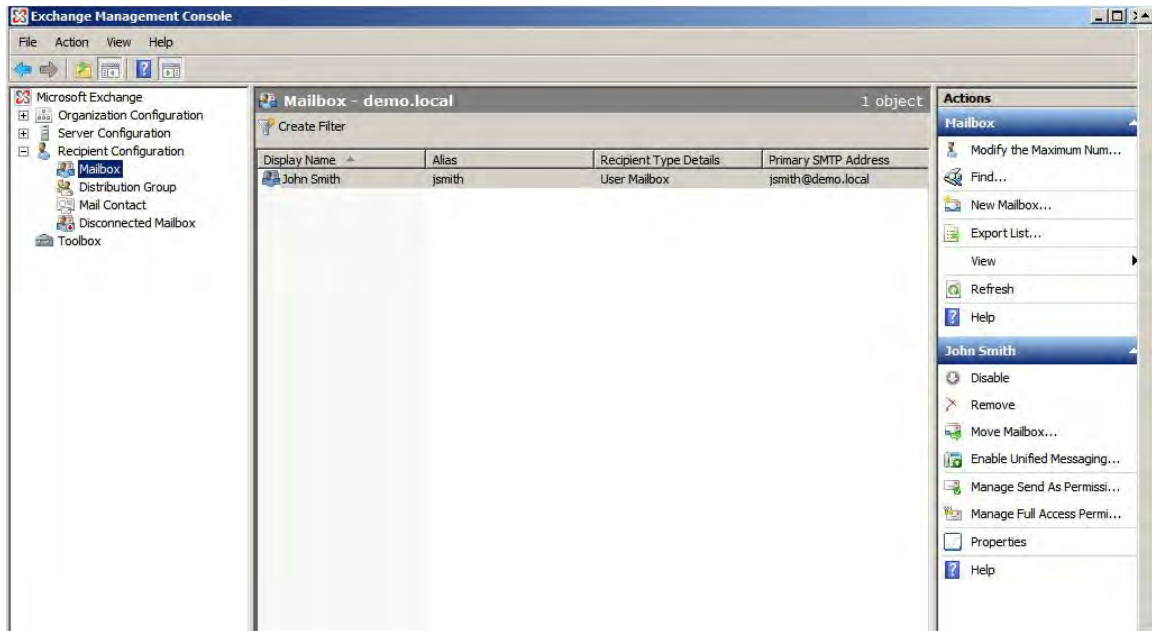 Exchange Management Console
File Action View Help
Microsoft Exchange
Organization Configuration
Server Configuration
Recipient Configuration
Mailbox
Distribution Group
Mail Contact
Disconnected Mailbox
Toolbox
Mailbox - demo.local 1 object
Create Filter
Display Name Alias Recipient Type Details Primary SMTP Address
John Smith jsmith User Mailbox jsmith@demo.local
Actions
Mailbox
Modify the Maximum Num...
Find...
New Mailbox...
Export List...
View
Refresh
Help
John Smith
Disable
Remove
Move Mailbox...
Enable Unified Messaging...
Manage Send As Permissi...
Manage Full Access Permi...
Properties
Help